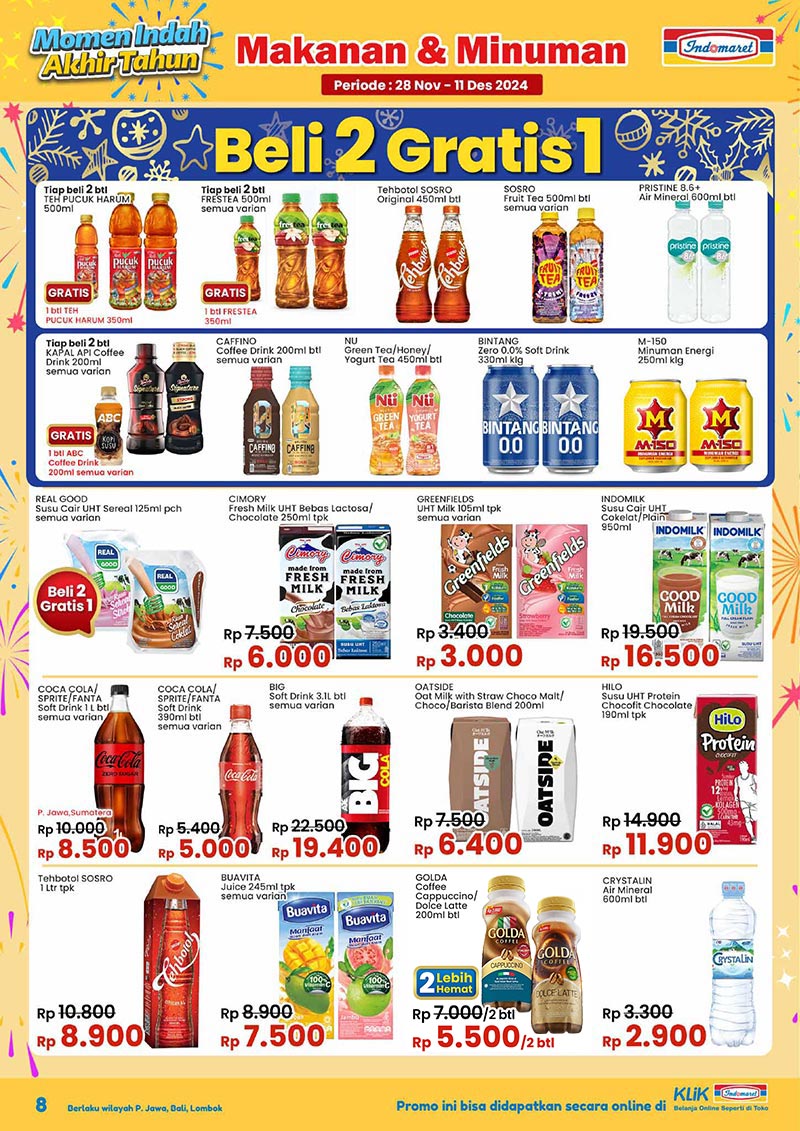 Momen Indah
Akhir Tahun
Makanan & Minuman
Indomaret
Periode : 28 Nov - 11 Des 2024
Beli 2 Gratis 1
Tiap beli 2 btl
TEH PUCUK HARUM
500ml
GRATIS
1 btl TEH
PUCUK HARUM 350ml
Tiap beli 2 btl
FRESTEA 500ml
semua varian
GRATIS
1 btl FRESTEA
350ml
Tehbotol SOSRO
Original 450ml btl
SOSRO
Fruit Tea 500ml btl
semua varian
PRISTINE 8.6+
Air Mineral 600ml btl
Tiap beli 2 btl
KAPAL API Coffee
Drink 200ml btl
semua varian
GRATIS
1 btl ABC
Coffee Drink
200ml semua varian
CAFFINO
Coffee Drink 200ml btl
semua varian
NU
Green Tea/Honey/
Yogurt Tea 450ml btl
BINTANG
Zero 0.0% Soft Drink
330ml klg
M-150
Minuman Energi
250ml klg
REAL GOOD
Susu Cair UHT Sereal 125ml pch
semua varian
Beli 2
Gratis 1
CIMORY
Fresh Milk UHT Bebas Lactosa/
Chocolate 250ml tpk
Rp 7.500
Rp 6.000
GREENFIELDS
UHT Milk 105ml tpk
semua varian
Rp 3.400
Rp 3.000
INDOMILK
Susu Cair UHT
Cokelat/Plain
950ml
Rp 19.500
Rp 16.500
COCA COLA/
SPRITE/FANTA
Soft Drink 1 L btl
semua varian
P. Jawa,Sumatera
Rp 10.000
Rp 8.500
COCA COLA/
SPRITE/FANTA
Soft Drink
390ml btl
semua varian
Rp 5.400
Rp 5.000
BIG
Soft Drink 3.1L btl
semua varian
Rp 22.500
Rp 19.400
OATSIDE
Oat Milk with Straw Choco Malt/
Choco/Barista Blend 200ml
Rp 7.500
Rp 6.400
HILO
Susu UHT Protein
Chocofit Chocolate
190ml tpk
Rp 14.900
Rp 11.900
Tehbotol SOSRO
1 Ltr tpk
Rp 10.800
Rp 8.900
BUAVITA
Juice 245ml tpk
semua varian
Rp 8.900
Rp 7.500
GOLDA
Coffee
Cappuccino/
Dolce Latte
200ml btl
2 Lebih
Hemat
Rp 7.000/2 btl
Rp 5.500/2 btl
CRYSTALIN
Air Mineral
600ml btl
Rp 3.300
Rp 2.900
8
Berlaku wilayah P. Jawa, Bali, Lombok
Promo ini bisa didapatkan secara online di
KLiK Indomaret
Belanja Online Seperti di Toko